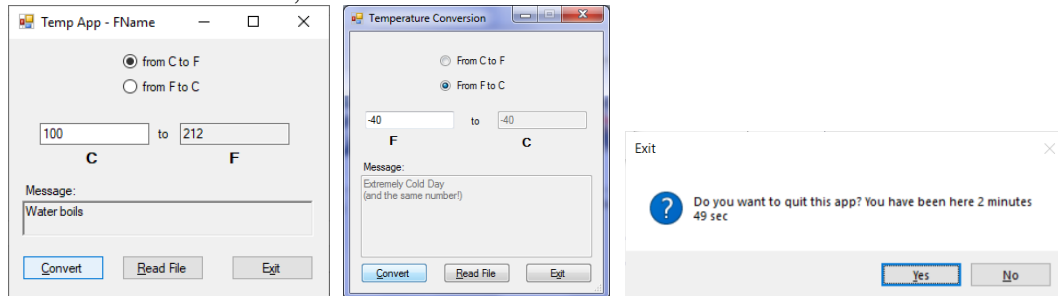 Temp App - FName
from C to F
from F to C
100 to 212
C F
Message:
Water boils
Convert Read File Exit
Temperature Conversion
From C to F
From F to C
-40 to -40
F C
Message:
Extremely Cold Day
(and the same number!)
Convert Read File Exit
Exit
Do you want to quit this app? You have been here 2 minutes
49 sec
Yes No